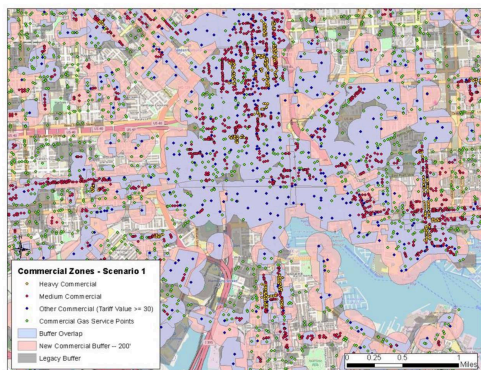 Commercial Zones - Scenario 1
Heavy Commercial
Medium Commercial
Other Commercial (Tariff Value >= 30)
Commercial Gas Service Points
Buffer Overlap
New Commercial Buffer -- 200'
Legacy Buffer
0 0.25 0.5 1
Miles